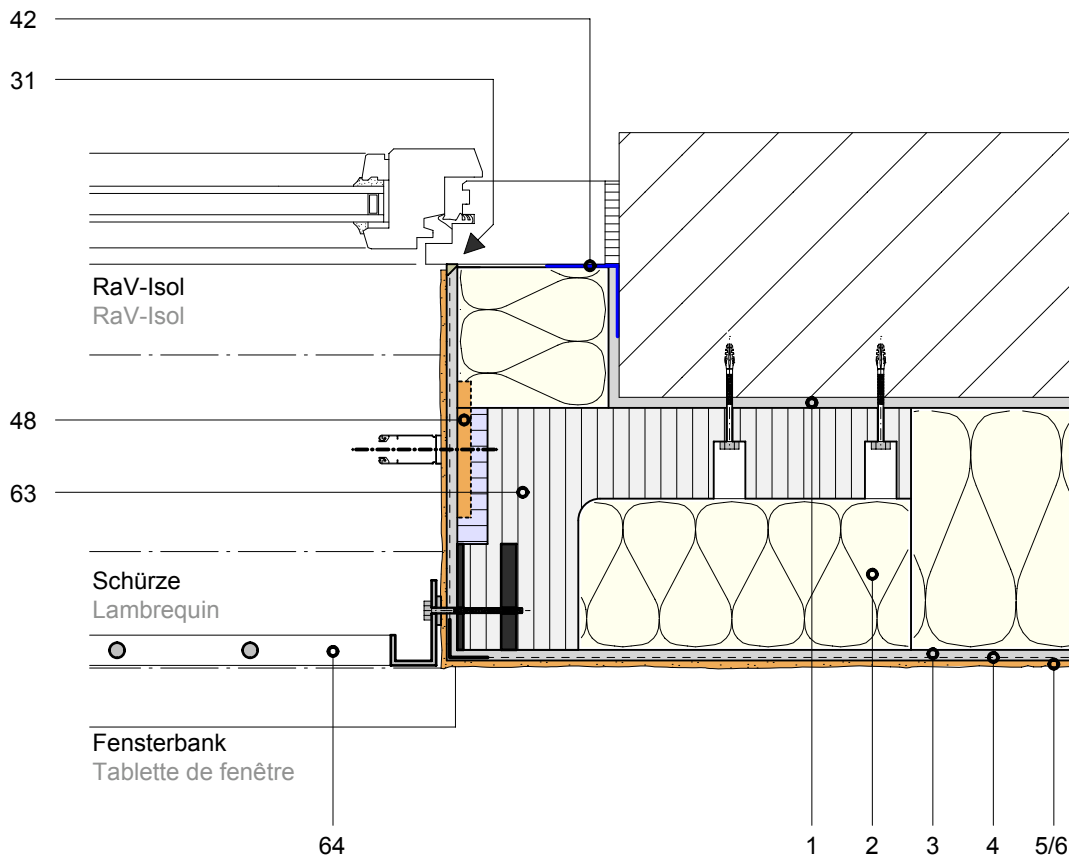 42
31
RaV-Isol
RaV-Isol
48
63
Schürze
Lambrequin
Fensterbank
Tablette de fenêtre
64 1 2 3 4 5/6